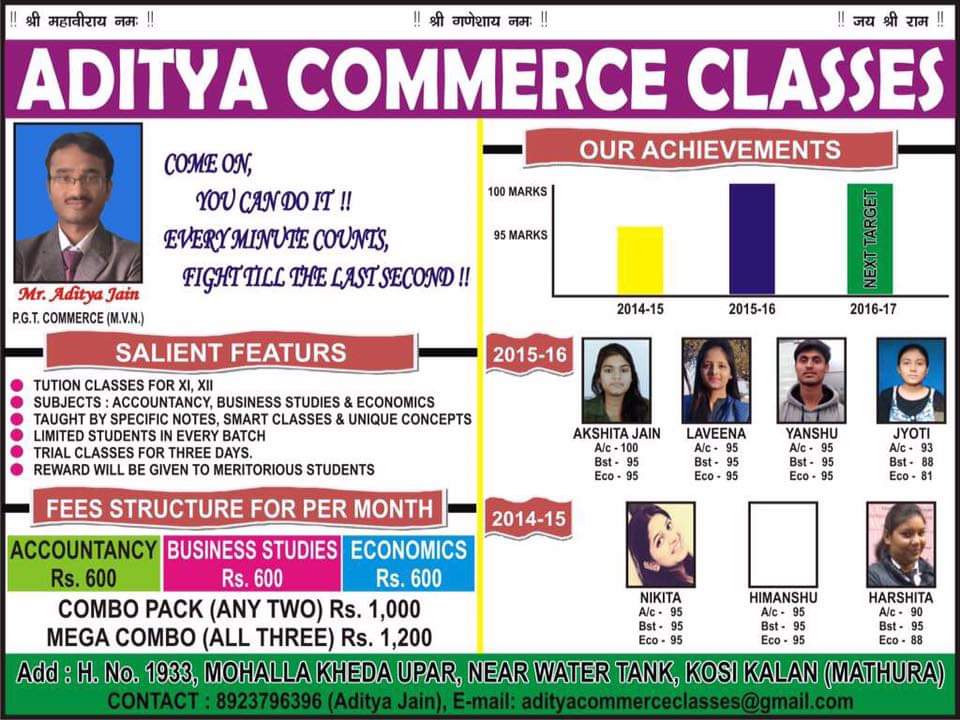 !! श्री महावीराय नमः !!
!! श्री गणेशाय नमः !!
!! जय श्री राम !!
ADITYA COMMERCE CLASSES
COME ON,
YOU CAN DO IT !!
EVERY MINUTE COUNTS,
FIGHT TILL THE LAST SECOND !!
Mr. Aditya Jain
P.G.T. COMMERCE (M.V.N.)
SALIENT FEATURS
TUTION CLASSES FOR XI, XII
SUBJECTS : ACCOUNTANCY, BUSINESS STUDIES & ECONOMICS
TAUGHT BY SPECIFIC NOTES, SMART CLASSES & UNIQUE CONCEPTS
LIMITED STUDENTS IN EVERY BATCH
TRIAL CLASSES FOR THREE DAYS.
REWARD WILL BE GIVEN TO MERITORIOUS STUDENTS
FEES STRUCTURE FOR PER MONTH
ACCOUNTANCY
Rs. 600
BUSINESS STUDIES
Rs. 600
ECONOMICS
Rs. 600
COMBO PACK (ANY TWO) Rs. 1,000
MEGA COMBO (ALL THREE) Rs. 1,200
OUR ACHIEVEMENTS
100 MARKS
95 MARKS
NEXT TARGET
2014-15
2015-16
2016-17
2015-16
AKSHITA JAIN
A/c - 100
Bst - 95
Eco - 95
LAVEENA
A/c - 95
Bst - 95
Eco - 95
YANSHU
A/c - 95
Bst - 95
Eco - 95
JYOTI
A/c - 93
Bst - 88
Eco - 81
2014-15
NIKITA
A/c - 95
Bst - 95
Eco - 95
HIMANSHU
A/c - 95
Bst - 95
Eco - 95
HARSHITA
A/c - 90
Bst - 95
Eco - 88
Add : H. No. 1933, MOHALLA KHEDA UPAR, NEAR WATER TANK, KOSI KALAN (MATHURA)
CONTACT : 8923796396 (Aditya Jain), E-mail: adityacommerceclasses@gmail.com